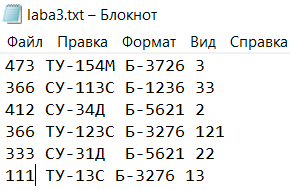 laba3.txt – Блокнот
Файл Правка Формат Вид Справка
473 ТУ-154М Б-3726 3
366 СУ-113С Б-1236 33
412 СУ-34Д Б-5621 2
366 ТУ-123С Б-3276 121
333 СУ-31Д Б-5621 22
111 ТУ-13С Б-3276 13